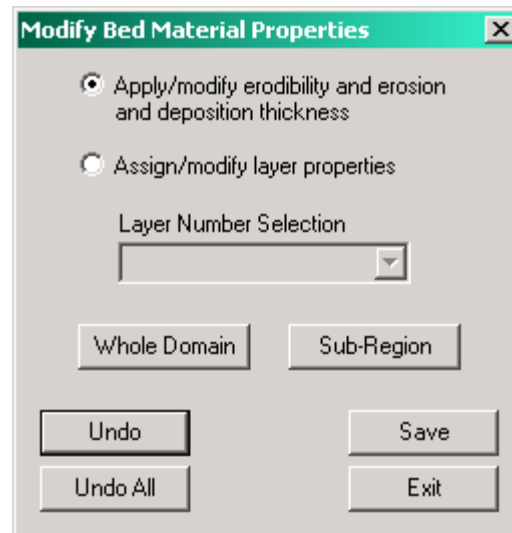 Modify Bed Material Properties
Apply/modify erodibility and erosion
and deposition thickness
Assign/modify layer properties
Layer Number Selection
Whole Domain Sub-Region
Undo Save
Undo All Exit